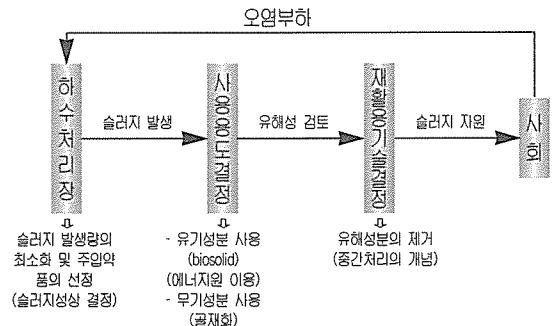 오염부하
하수처리장
슬러지 발생
사용용도결정
유해성 검토
재활용기술결정
슬러지 자원
사회
슬러지 발생량의
최소화 및 주입약
품의 선정
(슬러지성상 결정)
- 유기성분 사용
(biosolid)
(에너지원 이용)
- 무기성분 사용
(골재화)
유해성분의 제거
(중간처리의 개념)